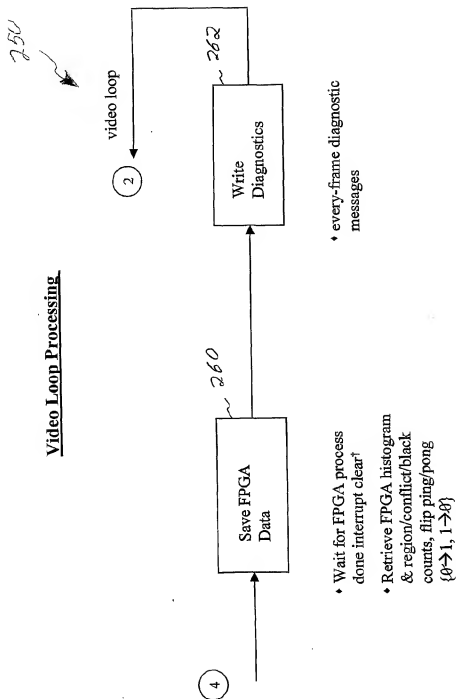 250
Video Loop Processing
4
Save FPGA
Data
260
• Wait for FPGA process
done interrupt clear†
• Retrieve FPGA histogram
& region/conflict/black
counts, flip ping/pong
{0→1, 1→0}
Write
Diagnostics
262
• every-frame diagnostic
messages
2
video loop